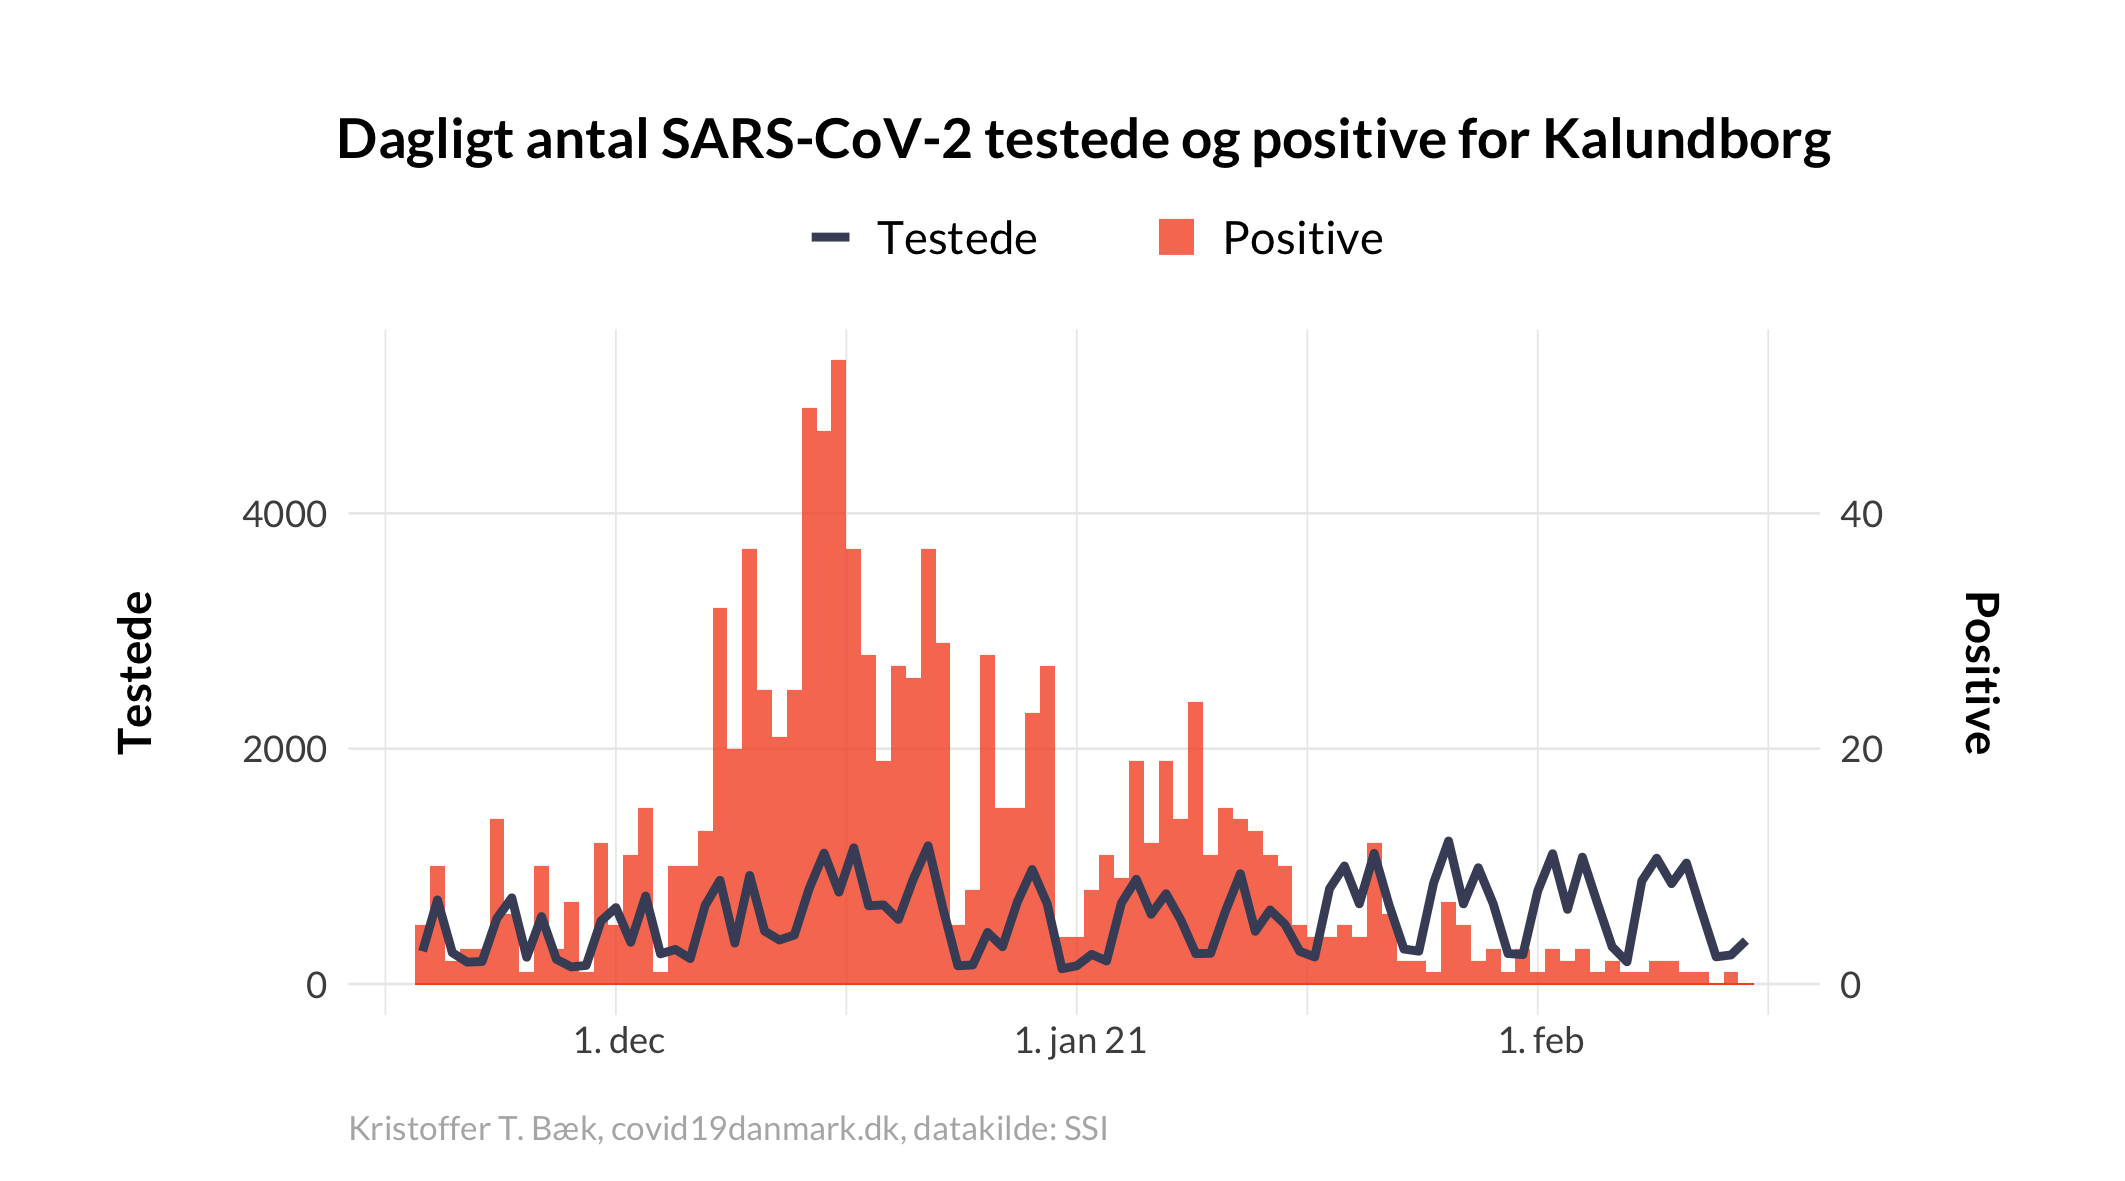 Dagligt antal SARS-CoV-2 testede og positive for Kalundborg
Testede
Positive
4000
2000
0
Testede
40
20
0
Positive
1. dec
1. jan 21
1. feb
Kristoffer T. Bæk, covid19danmark.dk, datakilde: SSI